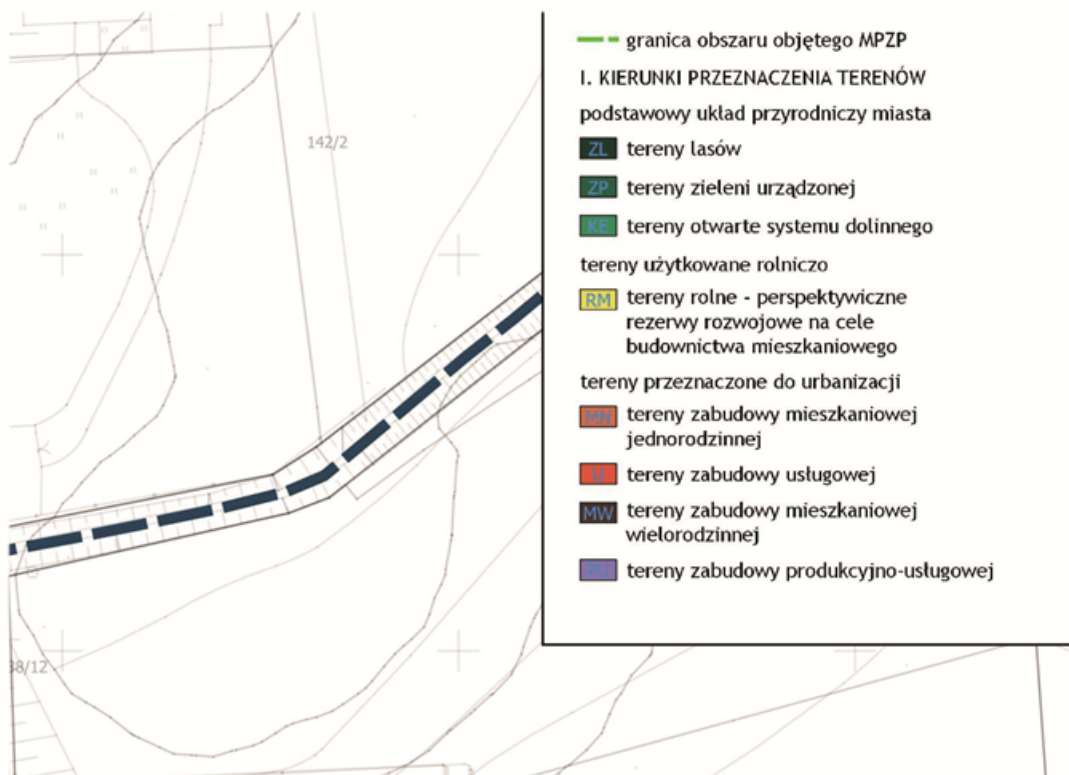 granica obszaru objętego MPZP
I. KIERUNKI PRZEZNACZENIA TERENÓW
podstawowy układ przyrodniczy miasta
ZL tereny lasów
ZP tereny zieleni urządzonej
KE tereny otwarte systemu dolinnego
tereny użytkowane rolniczo
RM tereny rolne - perspektywiczne
rezerwy rozwojowe na cele
budownictwa mieszkaniowego
tereny przeznaczone do urbanizacji
MN tereny zabudowy mieszkaniowej
jednorodzinnej
U tereny zabudowy usługowej
MW tereny zabudowy mieszkaniowej
wielorodzinnej
tereny zabudowy produkcyjno-usługowej
142/2
38/12